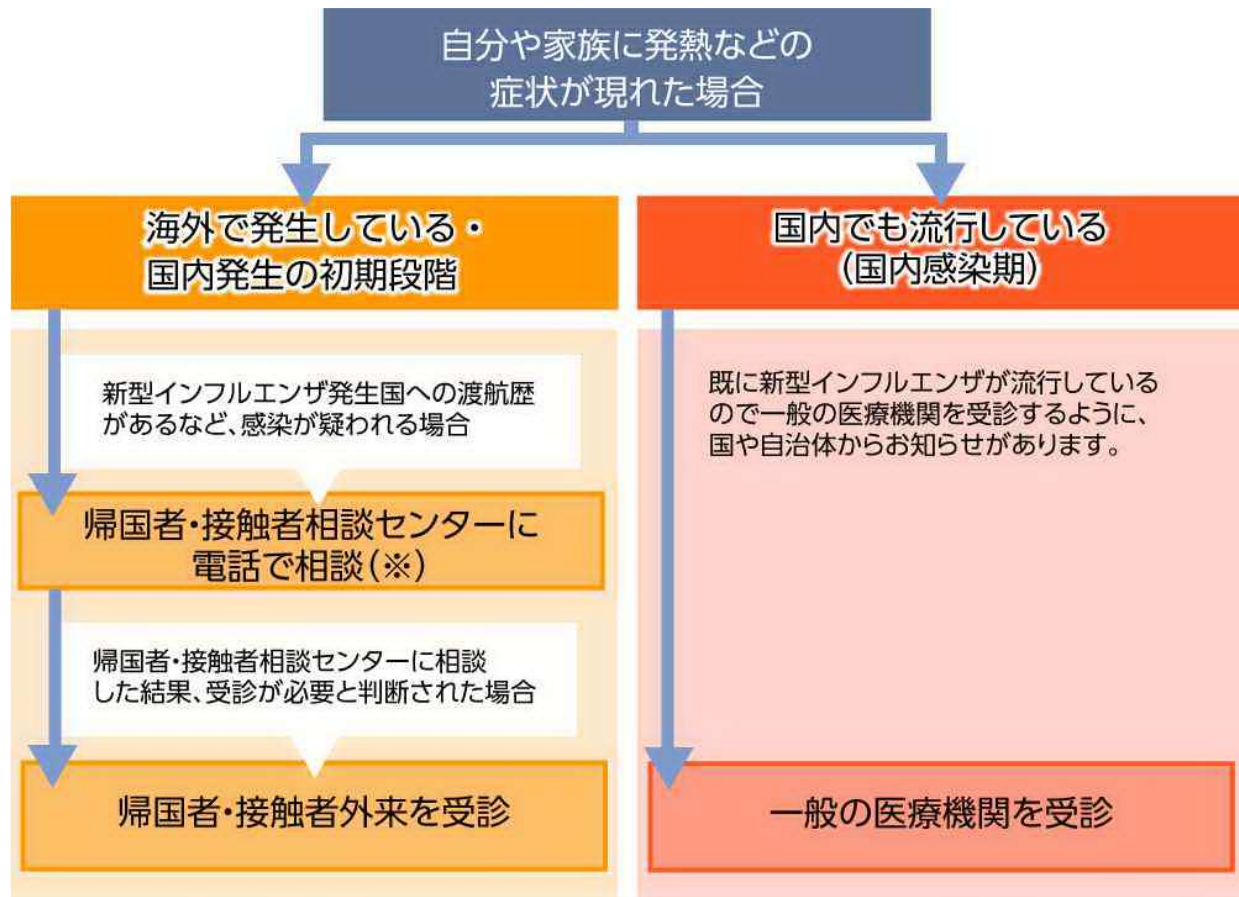 自分や家族に発熱などの
症状が現れた場合
海外で発生している・
国内発生の初期段階
新型インフルエンザ発生国への渡航歴
があるなど、感染が疑われる場合
帰国者・接触者相談センターに
電話で相談(※)
帰国者・接触者相談センターに相談
した結果、受診が必要と判断された場合
帰国者・接触者外来を受診
国内でも流行している
(国内感染期)
既に新型インフルエンザが流行している
ので一般の医療機関を受診するように、
国や自治体からお知らせがあります。
一般の医療機関を受診